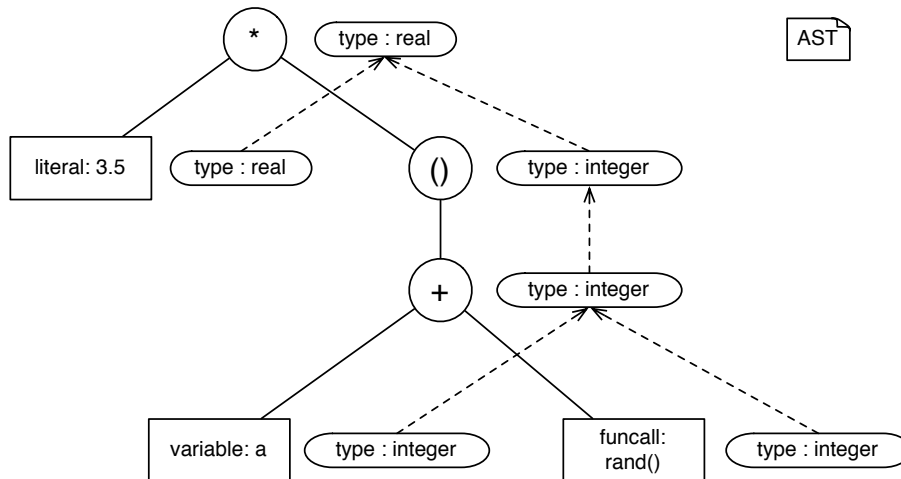 *
type : real
AST
literal: 3.5
type : real
()
type : integer
+
type : integer
variable: a
type : integer
funcall:
rand()
type : integer